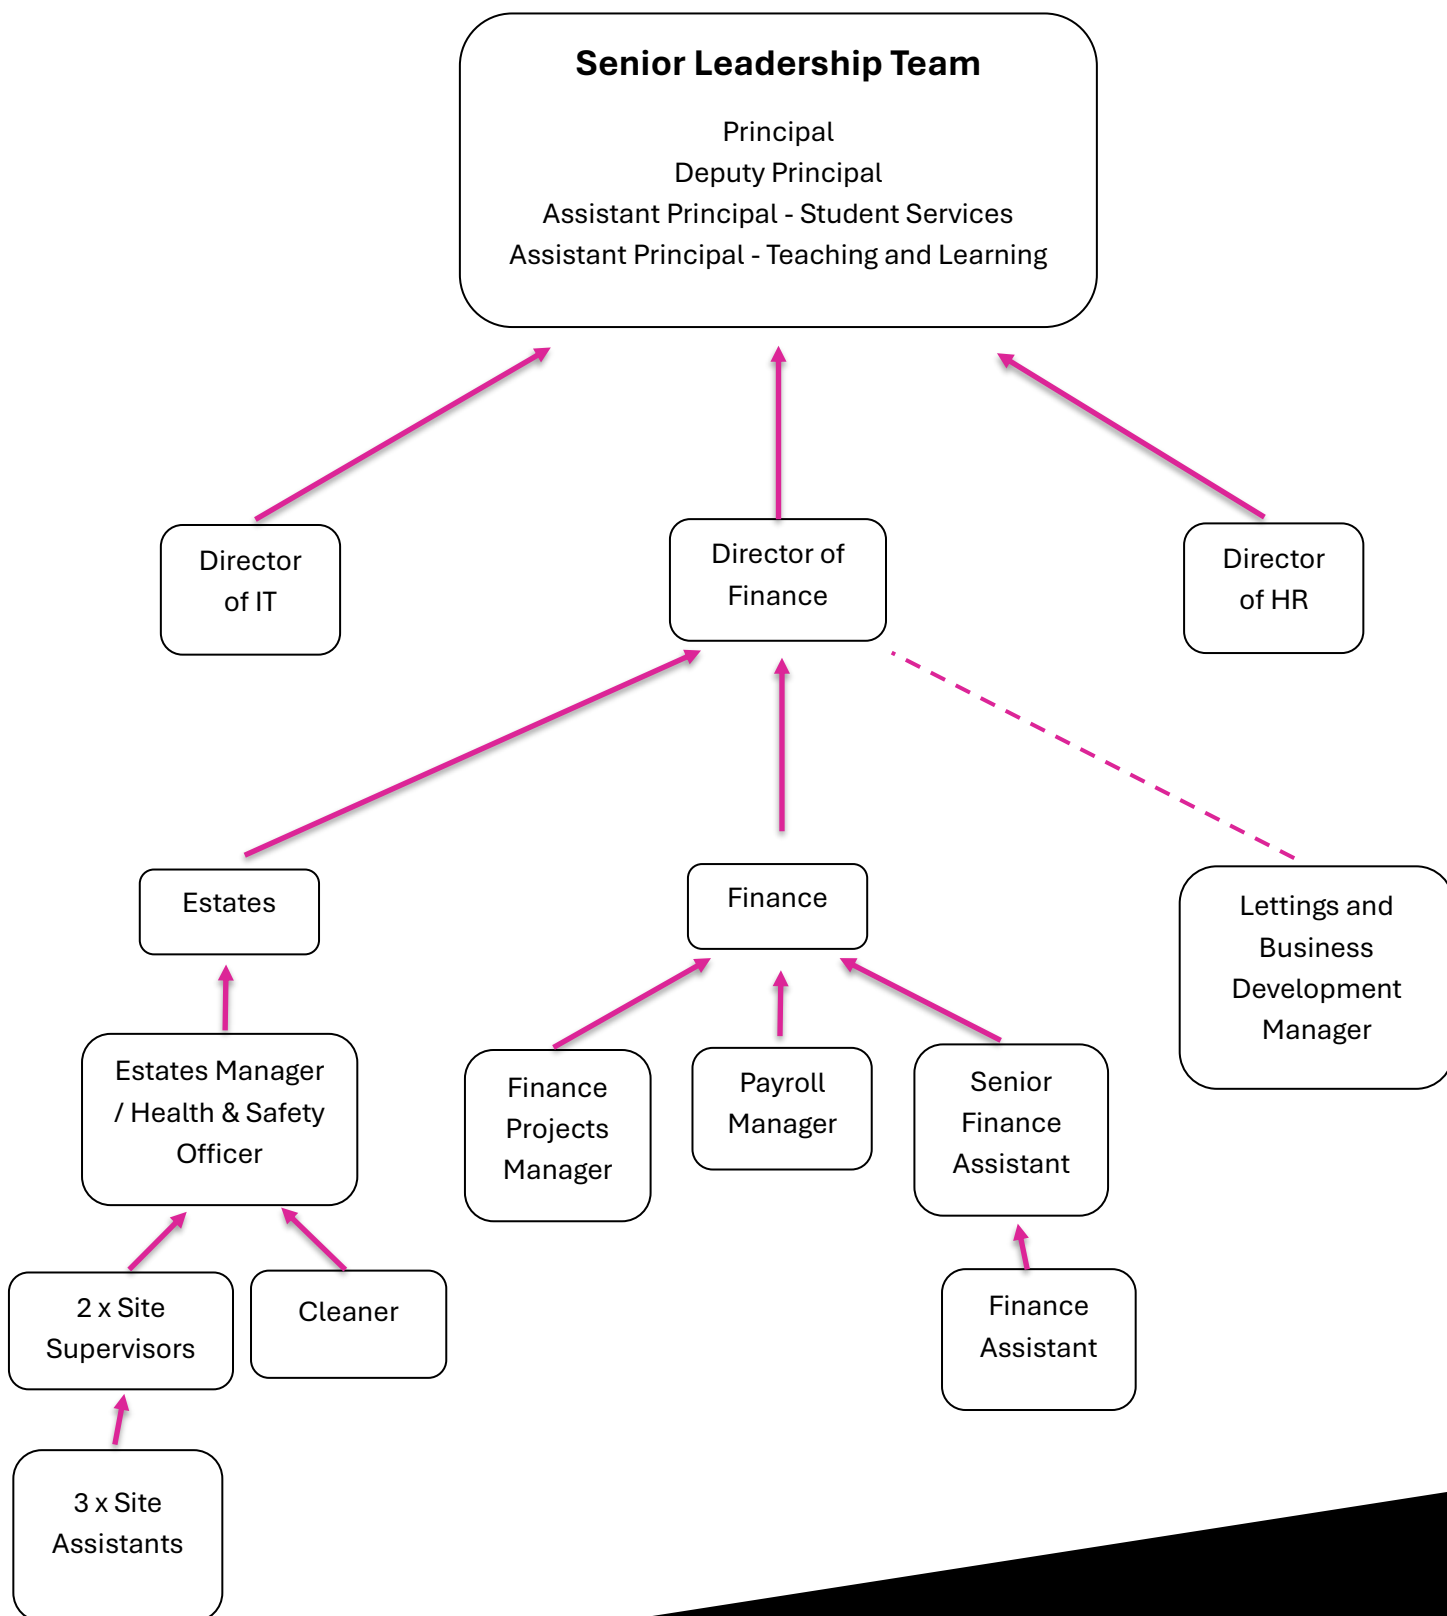 Senior Leadership Team
Principal
Deputy Principal
Assistant Principal - Student Services
Assistant Principal - Teaching and Learning
Director
of IT
Director of
Finance
Director
of HR
Estates
Finance
Lettings and
Business
Development
Manager
Estates Manager
/ Health & Safety
Officer
Finance
Projects
Manager
Payroll
Manager
Senior
Finance
Assistant
2 x Site
Supervisors
Cleaner
Finance
Assistant
3 x Site
Assistants